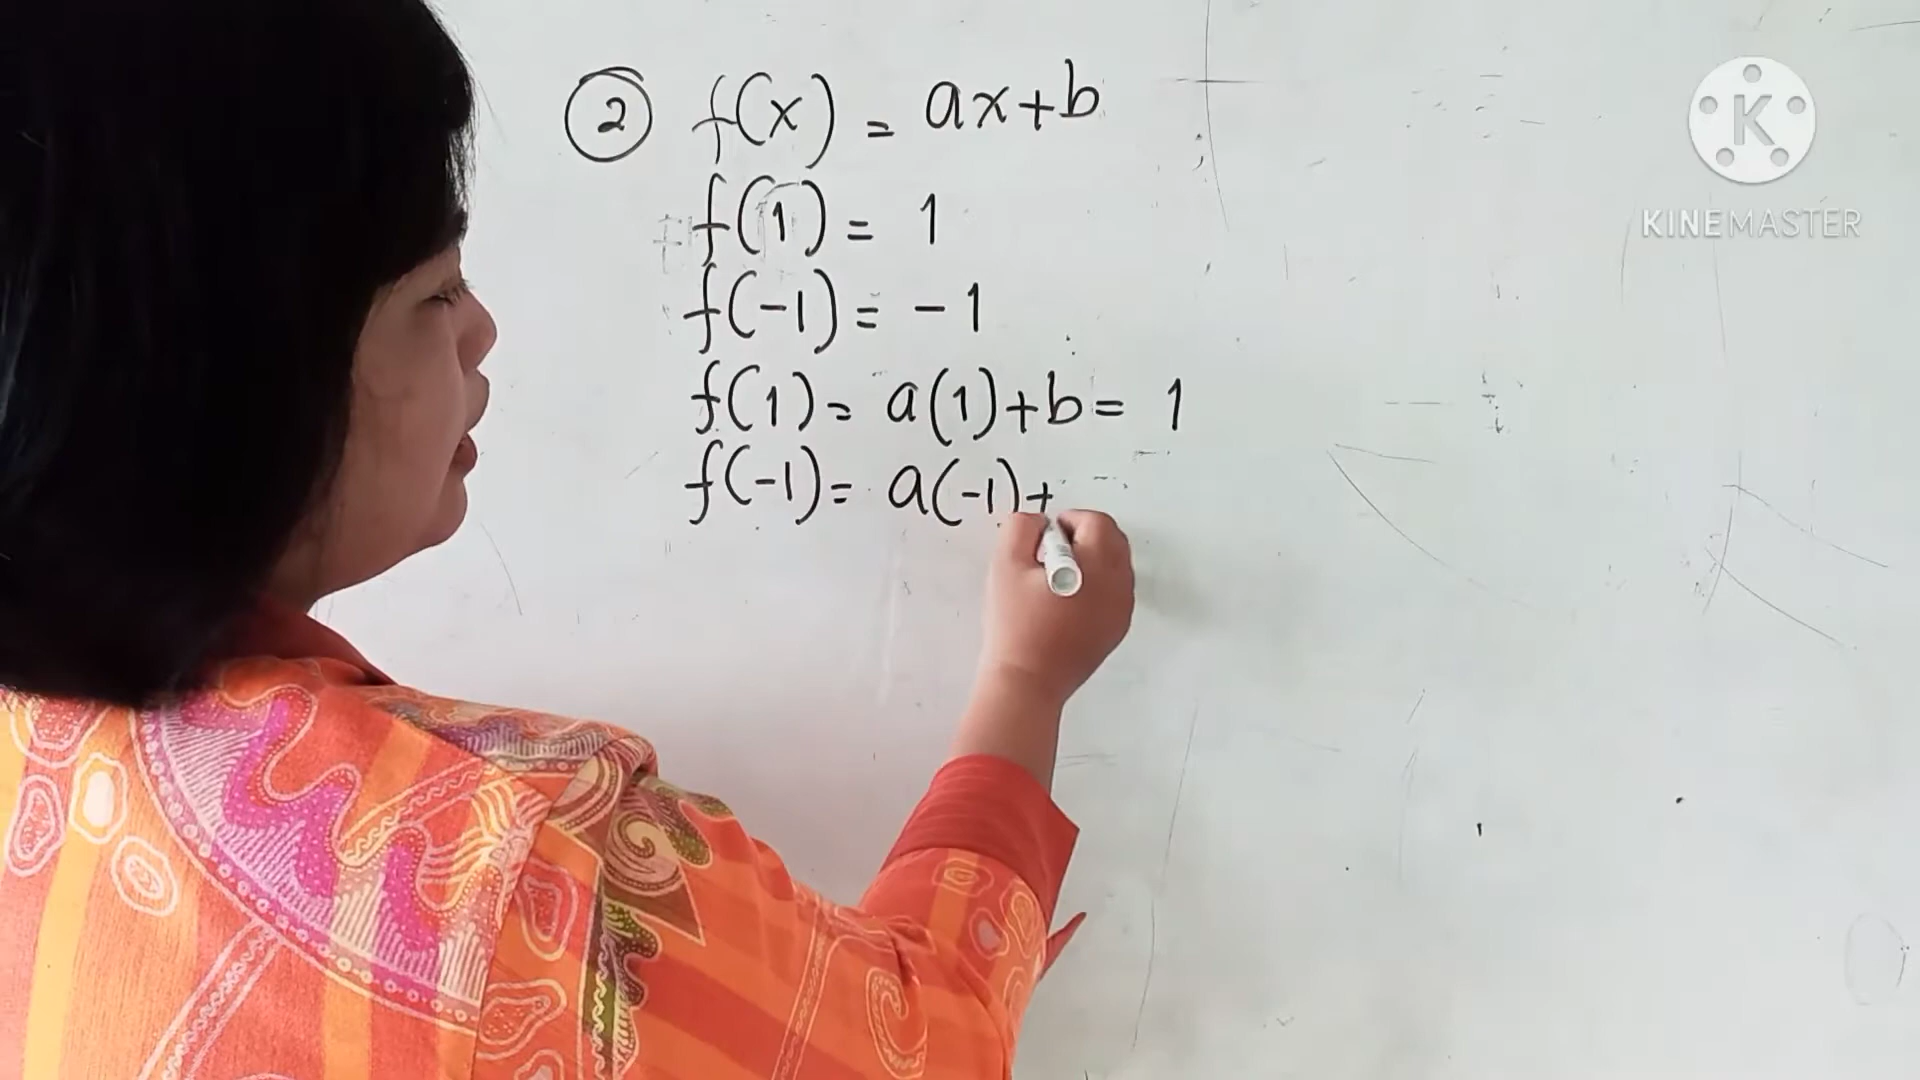 ② f(x) = ax+b
f(1) = 1
f(-1) = -1
f(1) = a(1)+b = 1
f(-1) = a(-1)+
K
KINEMASTER